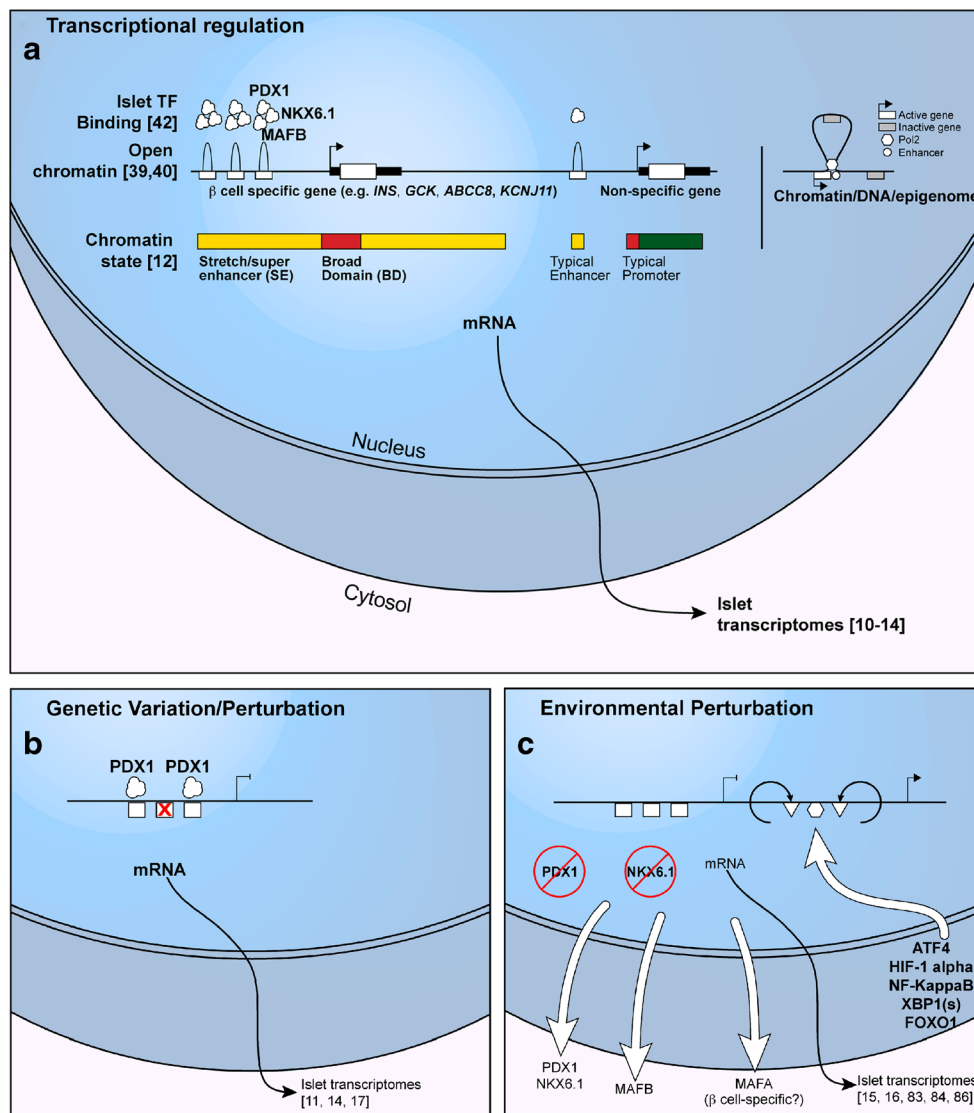 Transcriptional regulation
a
Islet TF
Binding [42]
PDX1
NKX6.1
MAFB
Open
chromatin [39,40]
β cell specific gene (e.g. INS, GCK, ABCC8, KCNJ11)
Non-specific gene
Active gene
Inactive gene
Pol2
Enhancer
Chromatin/DNA/epigenome
Chromatin
state [12]
Stretch/super
enhancer (SE)
Broad
Domain (BD)
Typical
Enhancer
Typical
Promoter
mRNA
Nucleus
Cytosol
Islet
transcriptomes [10-14]
Genetic Variation/Perturbation
b
PDX1 PDX1
X
mRNA
Islet transcriptomes
[11, 14, 17]
Environmental Perturbation
c
PDX1
NKX6.1
mRNA
ATF4
HIF-1 alpha
NF-KappaB
XBP1(s)
FOXO1
PDX1
NKX6.1
MAFB
MAFA
(β cell-specific?)
Islet transcriptomes
[15, 16, 83, 84, 86]